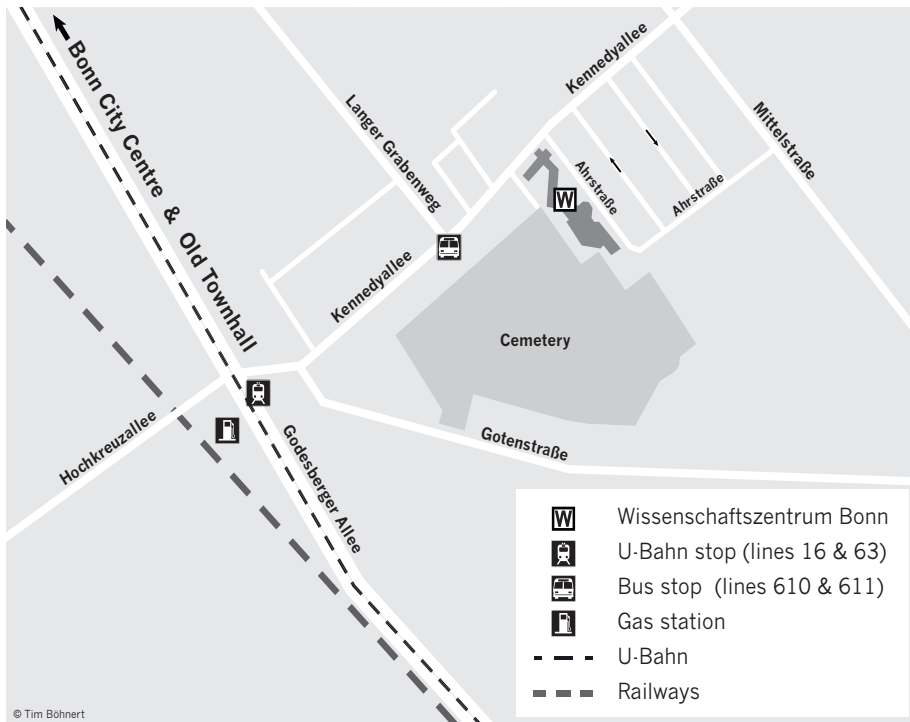 Bonn City Centre & Old Townhall
Langer Grabenweg
Kennedyallee
Mittelstraße
Ahrstraße
Ahrstraße
W
Kennedyallee
Cemetery
Hochkreuzallee
Godesberger Allee
Gotenstraße
W Wissenschaftszentrum Bonn
U-Bahn stop (lines 16 & 63)
Bus stop (lines 610 & 611)
Gas station
U-Bahn
Railways
© Tim Böhnert